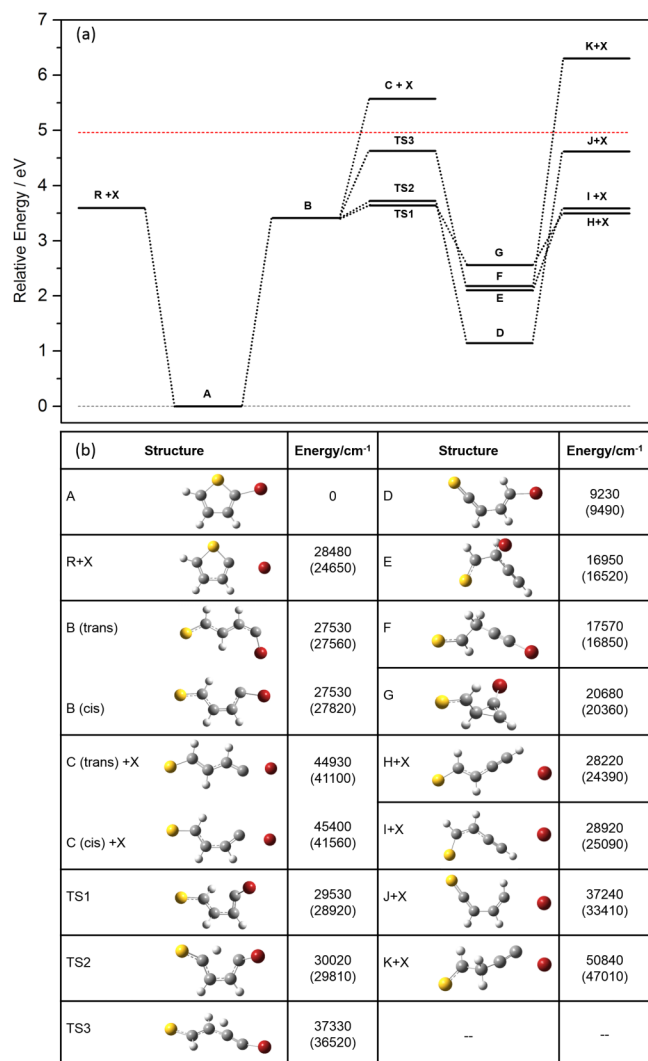 (a)
7
6
5
4
3
2
1
0
Relative Energy / eV
K+X
C + X
TS3
J+X
R +X
B
TS2
TS1
I +X
H+X
G
F
E
D
A
(b) Structure Energy/cm-1 Structure Energy/cm-1
A 0 D 9230
(9490)
R+X 28480 E 16950
(24650) (16520)
B (trans) 27530 F 17570
(27560) (16850)
B (cis) 27530 G 20680
(27820) (20360)
C (trans) +X 44930 H+X 28220
(41100) (24390)
C (cis) +X 45400 I+X 28920
(41560) (25090)
TS1 29530 J+X 37240
(28920) (33410)
TS2 30020 K+X 50840
(29810) (47010)
TS3 37330 -- --
(36520)